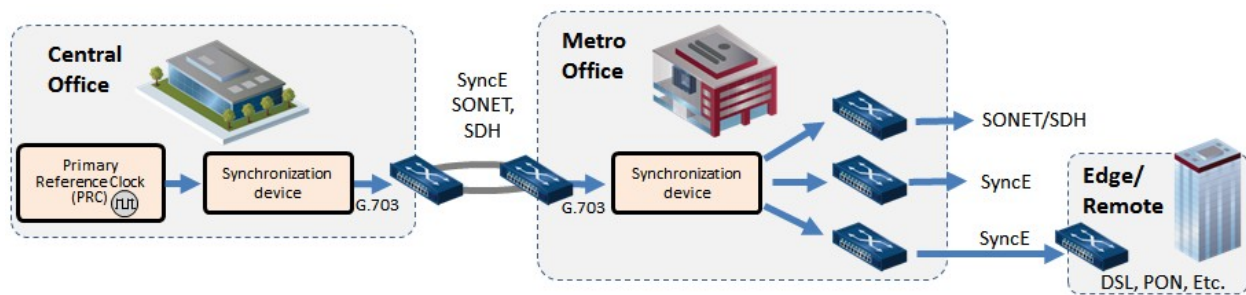 Central
Office
Primary
Reference Clock
(PRC)
Synchronization
device
G.703
SyncE
SONET,
SDH
Metro
Office
G.703
Synchronization
device
SONET/SDH
SyncE
SyncE
Edge/
Remote
DSL, PON, Etc.